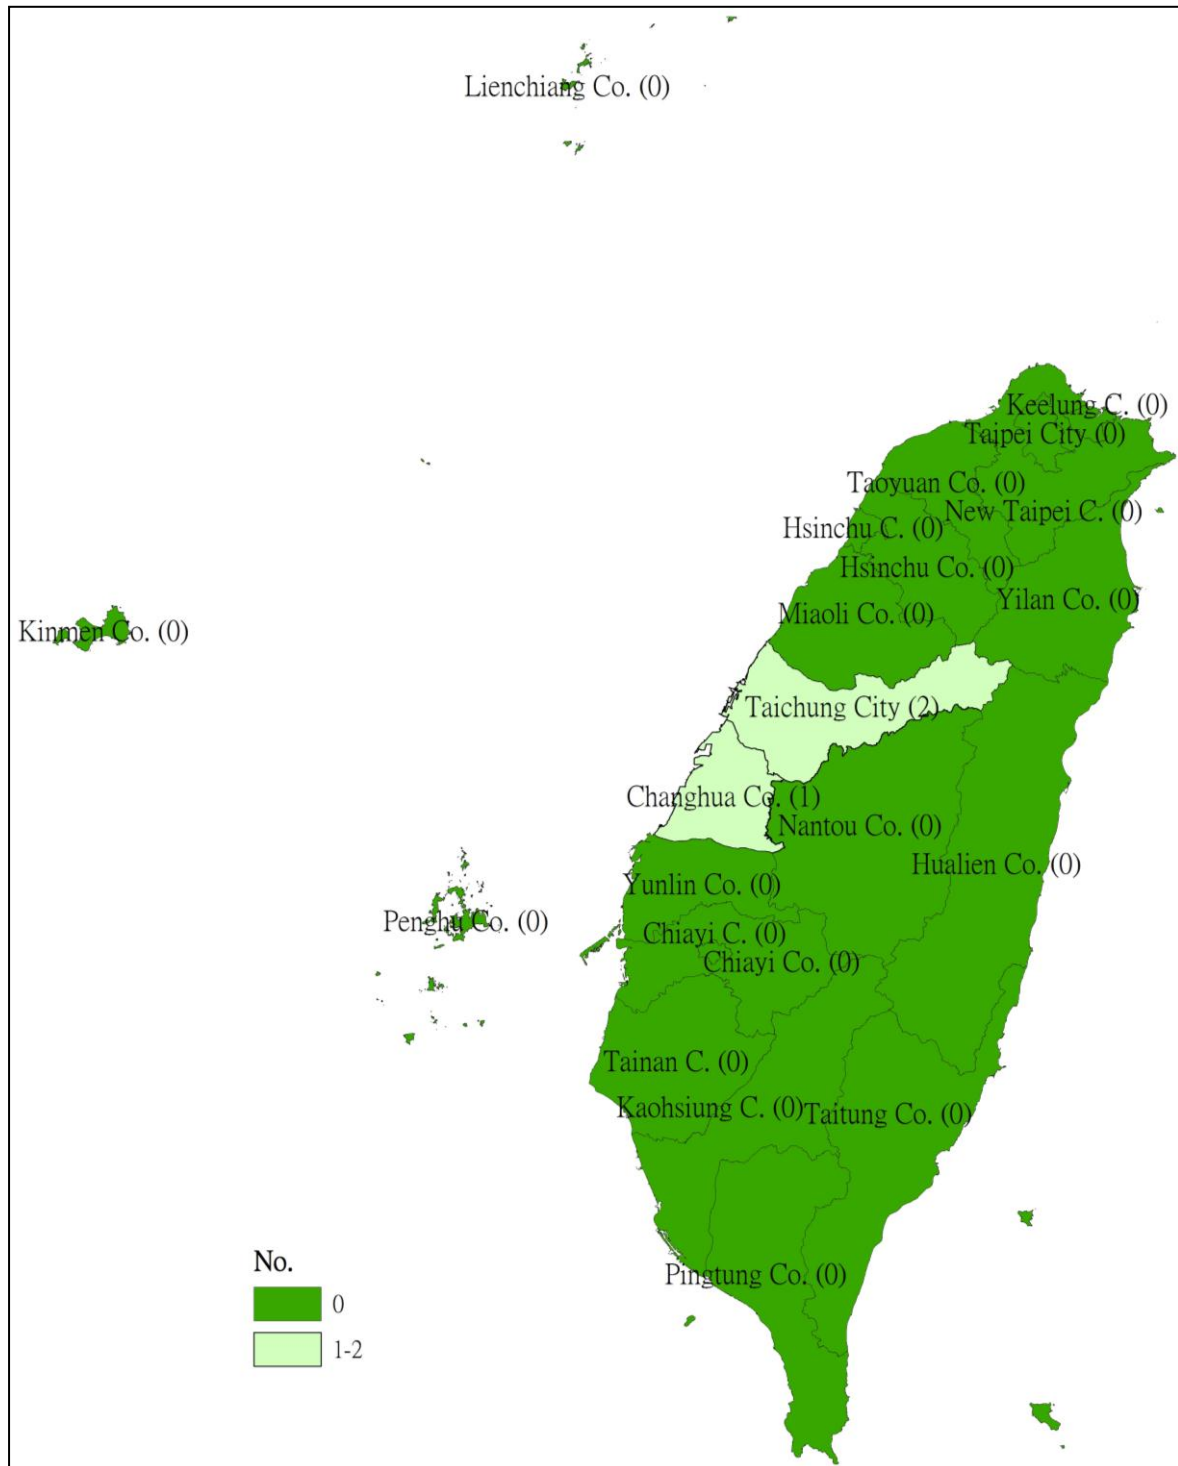 Lienchiang Co. (0)
Keelung C. (0)
Taipei City (0)
Taoyuan Co. (0)
New Taipei C. (0)
Hsinchu C. (0)
Hsinchu Co. (0)
Yilan Co. (0)
Miaoli Co. (0)
Kinmen Co. (0)
Taichung City (2)
Changhua Co. (1)
Nantou Co. (0)
Hualien Co. (0)
Yunlin Co. (0)
Penghu Co. (0)
Chiayi C. (0)
Chiayi Co. (0)
Tainan C. (0)
Kaohsiung C. (0)
Taitung Co. (0)
Pingtung Co. (0)
No.
0
1-2